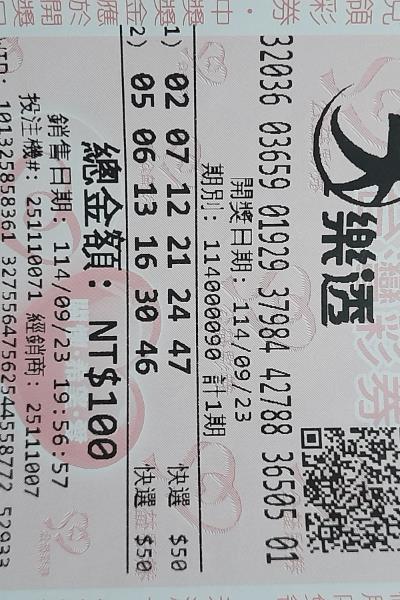 大樂透
32036 03659 01929 37984 42788 36505 01
開獎日期: 114/09/23
期別: 114000090 計1期
1) 02 07 12 21 24 47 快選 $50
2) 05 06 13 16 30 46 快選 $50
總金額: NT$100
銷售日期: 114/09/23 19:56:57
投注機#: 251110071 經銷商: 25111007